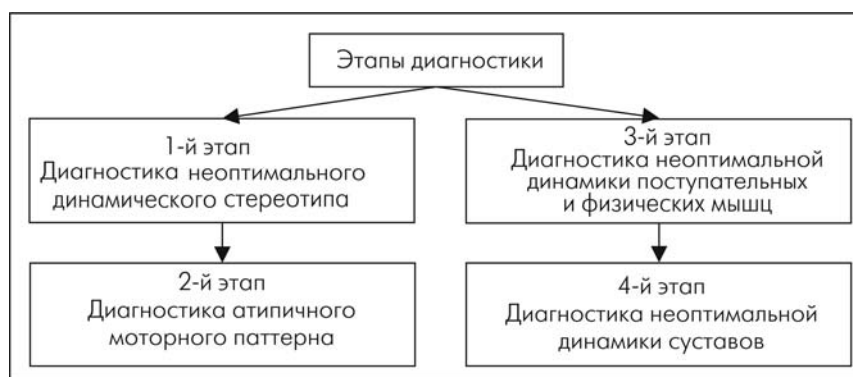 Этапы диагностики
1-й этап
Диагностика неоптимального
динамического стереотипа
2-й этап
Диагностика атипичного
моторного паттерна
3-й этап
Диагностика неоптимальной
динамики поступательных
и физических мышц
4-й этап
Диагностика неоптимальной
динамики суставов